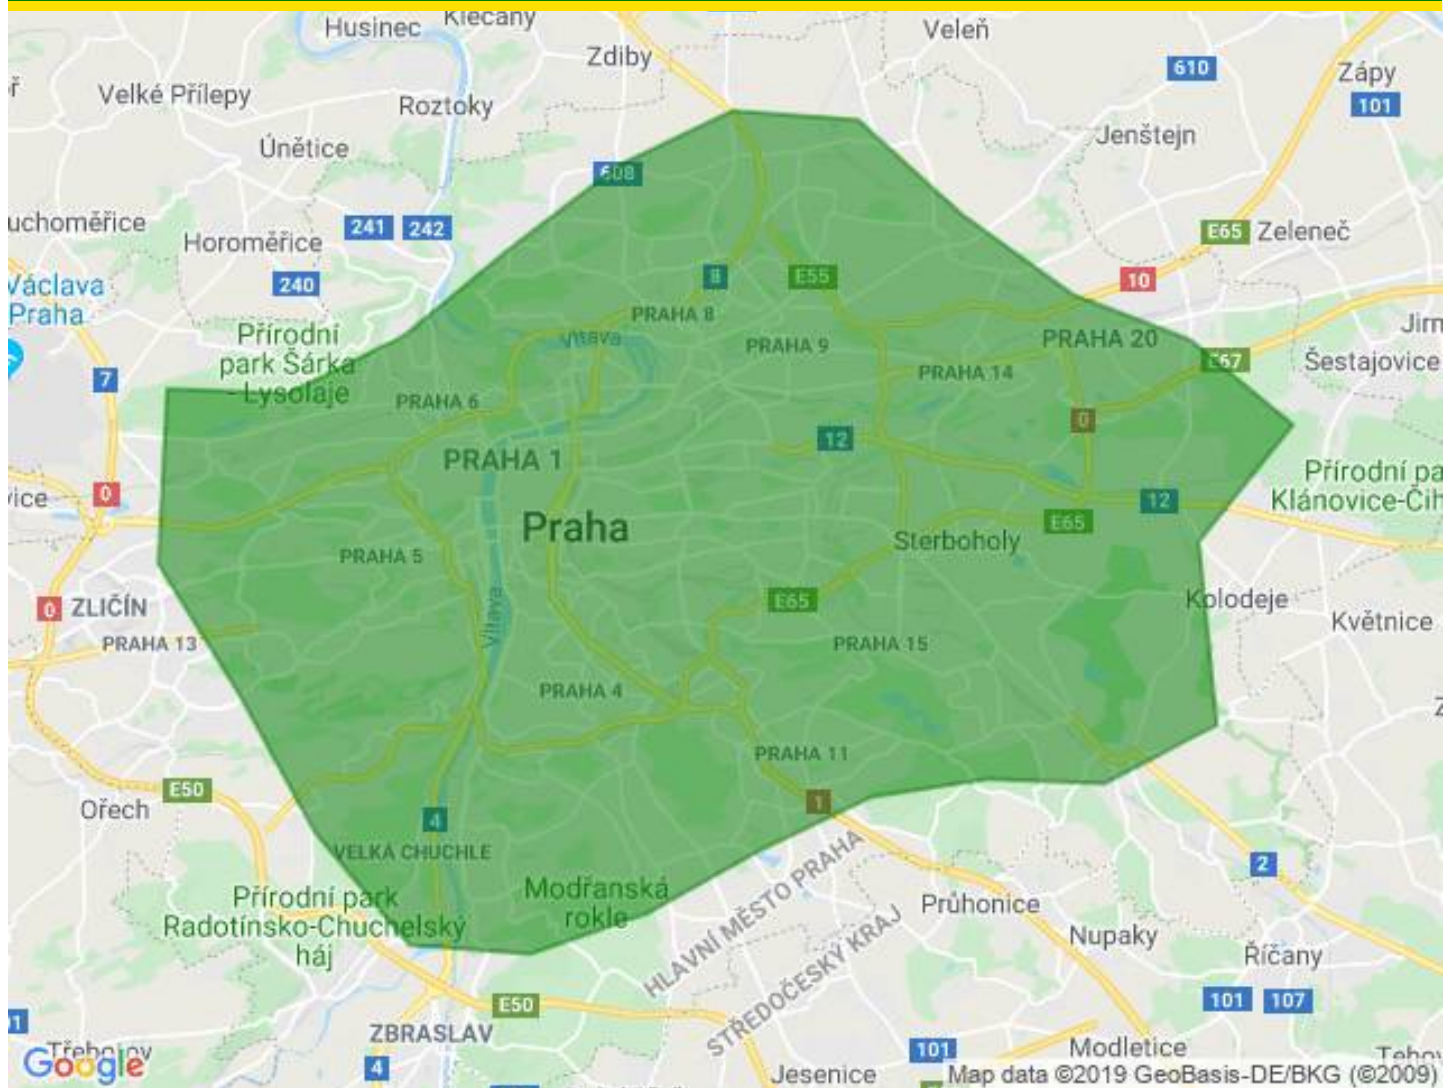 Husinec
Klecany
Veleň
Zdiby
610
Zápy
Velké Přílepy
Roztoky
101
Jenštejn
Únětice
608
uchoměřice
241
242
Horoměřice
E65
Zeleneč
240
8
E55
10
Václava
Praha
PRAHA 8
Vltava
PRAHA 9
PRAHA 20
Jirn
Přírodní
park Šárka
- Lysolaje
E67
Šestajovice
7
PRAHA 14
PRAHA 6
0
12
PRAHA 1
Přírodní pa
Klánovice-Čih
vice
0
12
Praha
E65
Sterboholy
PRAHA 5
Vltava
E65
Kolodeje
0
ZLIČÍN
Květnice
PRAHA 13
PRAHA 15
PRAHA 4
Z
PRAHA 11
E50
Ořech
1
4
VELKÁ CHUCHLE
2
Přírodní park
Radotínsko-Chuchelský
háj
Modřanská
rokle
HLAVNÍ MĚSTO PRAHA
STŘEDOČESKÝ KRAJ
Průhonice
Nupaky
Říčany
E50
101
107
ZBRASLAV
Třebotov
Google
4
101
Modletice
Jesenice
Map data ©2019 GeoBasis-DE/BKG (©2009)